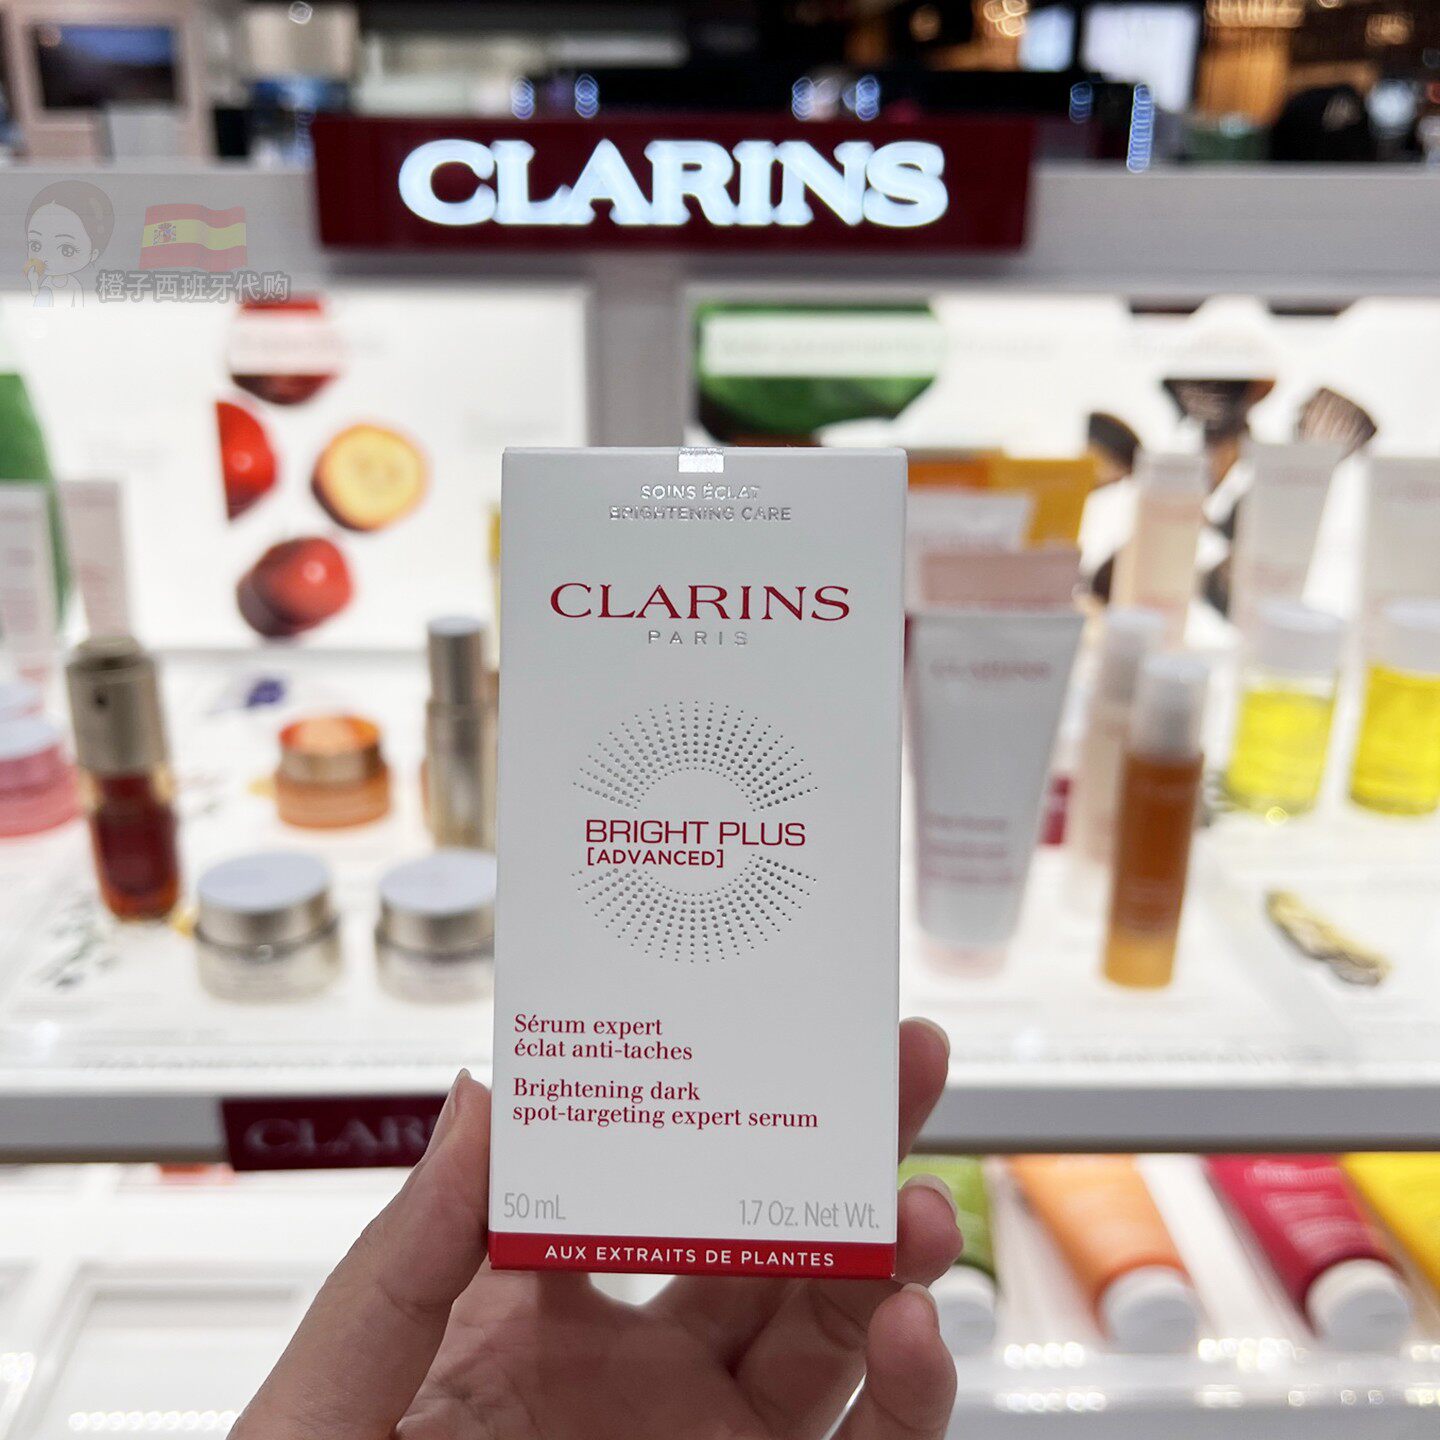 CLARINS
橙子西班牙代购
SOINS ÉCLAT
BRIGHTENING CARE
CLARINS
PARIS
BRIGHT PLUS
[ADVANCED]
Sérum expert
éclat anti-taches
Brightening dark
spot-targeting expert serum
50 mL
1.7 Oz. Net Wt.
AUX EXTRAITS DE PLANTES
CLARINS